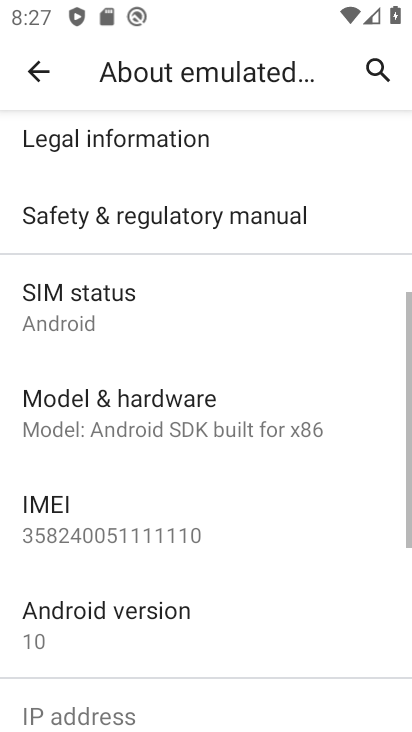 8:27
About emulated...
Legal information
Safety & regulatory manual
SIM status
Android
Model & hardware
Model: Android SDK built for x86
IMEI
358240051111110
Android version
10
IP address